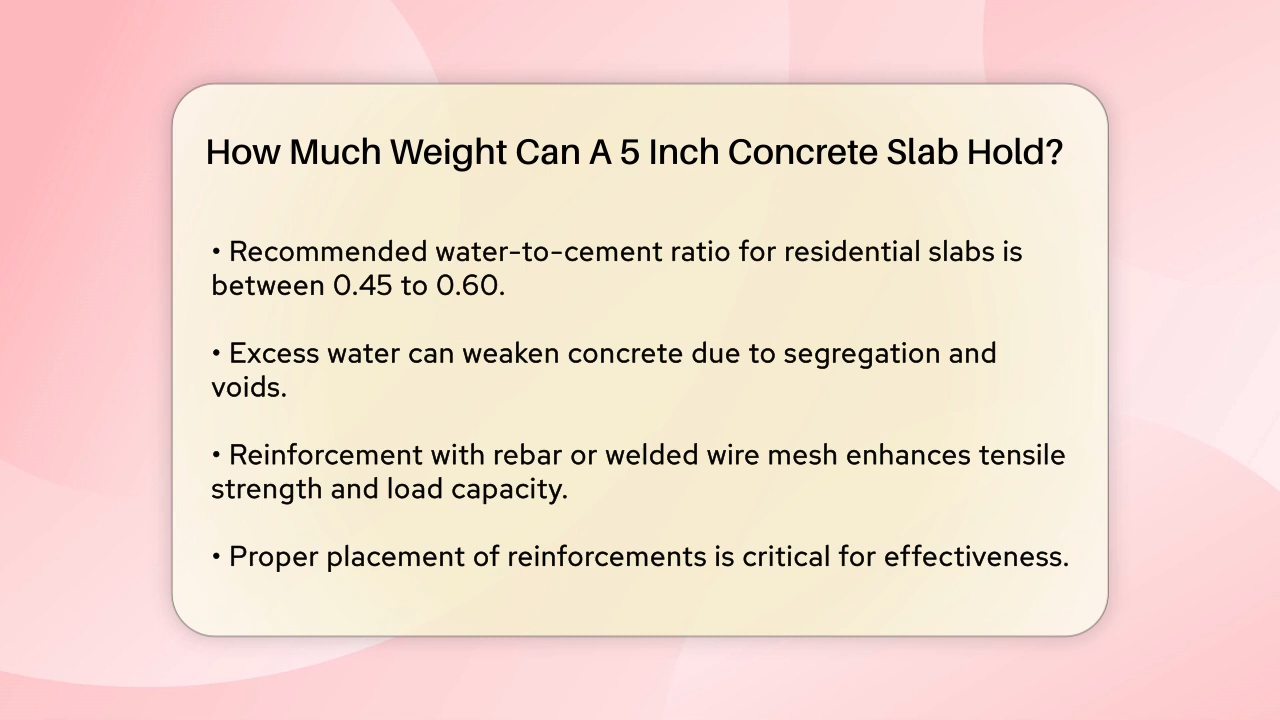 How Much Weight Can A 5 Inch Concrete Slab Hold?
• Recommended water-to-cement ratio for residential slabs is
between 0.45 to 0.60.
• Excess water can weaken concrete due to segregation and
voids.
• Reinforcement with rebar or welded wire mesh enhances tensile
strength and load capacity.
• Proper placement of reinforcements is critical for effectiveness.